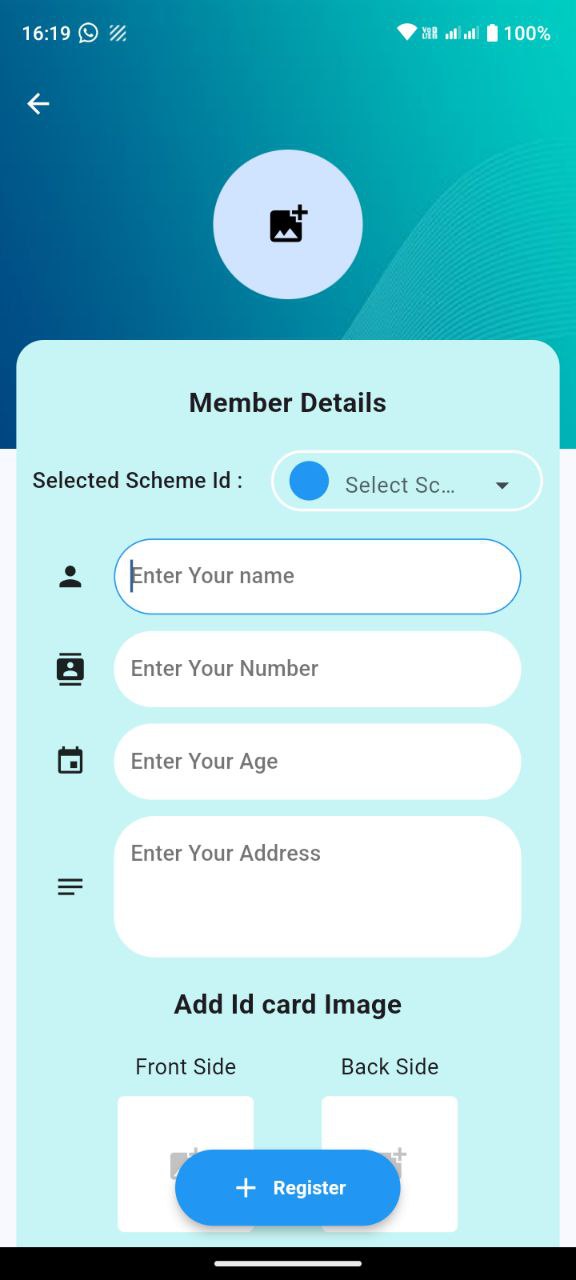 16:19
100%
Member Details
Selected Scheme Id :
Select Sc...
Enter Your name
Enter Your Number
Enter Your Age
Enter Your Address
Add Id card Image
Front Side Back Side
+ Register